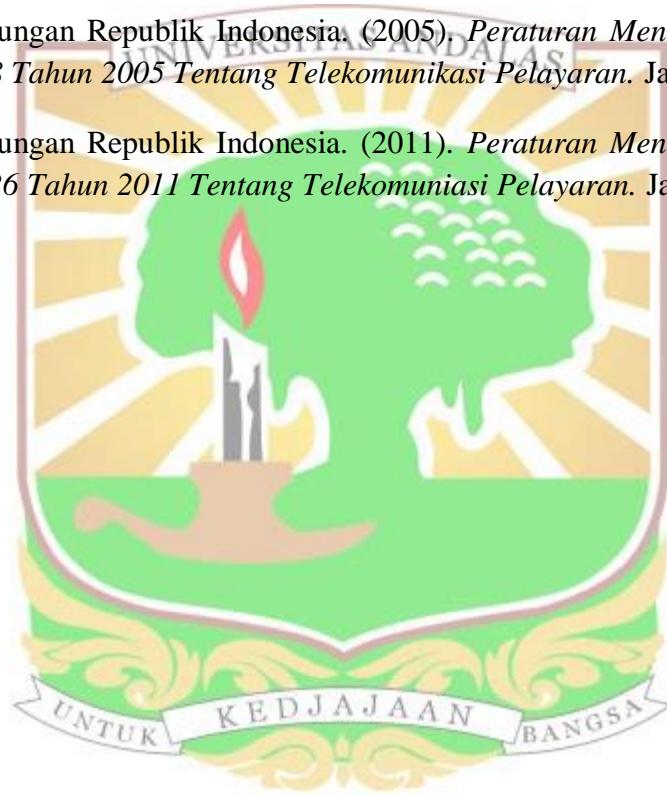 ungan Republik Indonesia. (2005). Peraturan Men
UNIVERSITAS ANDALAS
Tahun 2005 Tentang Telekomunikasi Pelayaran. Ja
ungan Republik Indonesia. (2011). Peraturan Men
26 Tahun 2011 Tentang Telekomuniasi Pelayaran. Ja
UNTUK KEDJAJAAN BANGSA